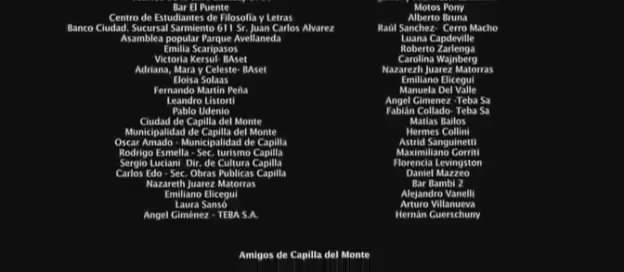 Bar El Puente
Centro de Estudiantes de Filosofía y Letras
Banco Ciudad. Sucursal Sarmiento 611 Sr. Juan Carlos Alvarez
Asamblea popular Parque Avellaneda
Emilia Scaripasos
Victoria Kersul- BAset
Adriana, Mara y Celeste- BAset
Eloisa Solaas
Fernando Martín Peña
Leandro Listorti
Pablo Udenio
Ciudad de Capilla del Monte
Municipalidad de Capilla del Monte
Oscar Amado - Municipalidad de Capilla
Rodrigo Esmella - Sec. turismo Capilla
Sergio Luciani Dir. de Cultura Capilla
Carlos Edo - Sec. Obras Publicas Capilla
Nazareth Juarez Matorras
Emiliano Elicegui
Laura Sansó
Angel Giménez - TEBA S.A.
Motos Pony
Alberto Bruna
Raúl Sanchez- Cerro Macho
Luana Capdeville
Roberto Zarlenga
Carolina Wajnberg
Nazarezh Juarez Matorras
Emiliano Elicegui
Manuela Del Valle
Angel Gimenez -Teba Sa
Fabián Collado- Teba Sa
Matías Bailos
Hermes Collini
Astrid Sanguinetti
Maximiliano Gorriti
Florencia Levingston
Daniel Mazzeo
Bar Bambi 2
Alejandro Vanelli
Arturo Villanueva
Hernán Guerschuny
Amigos de Capilla del Monte